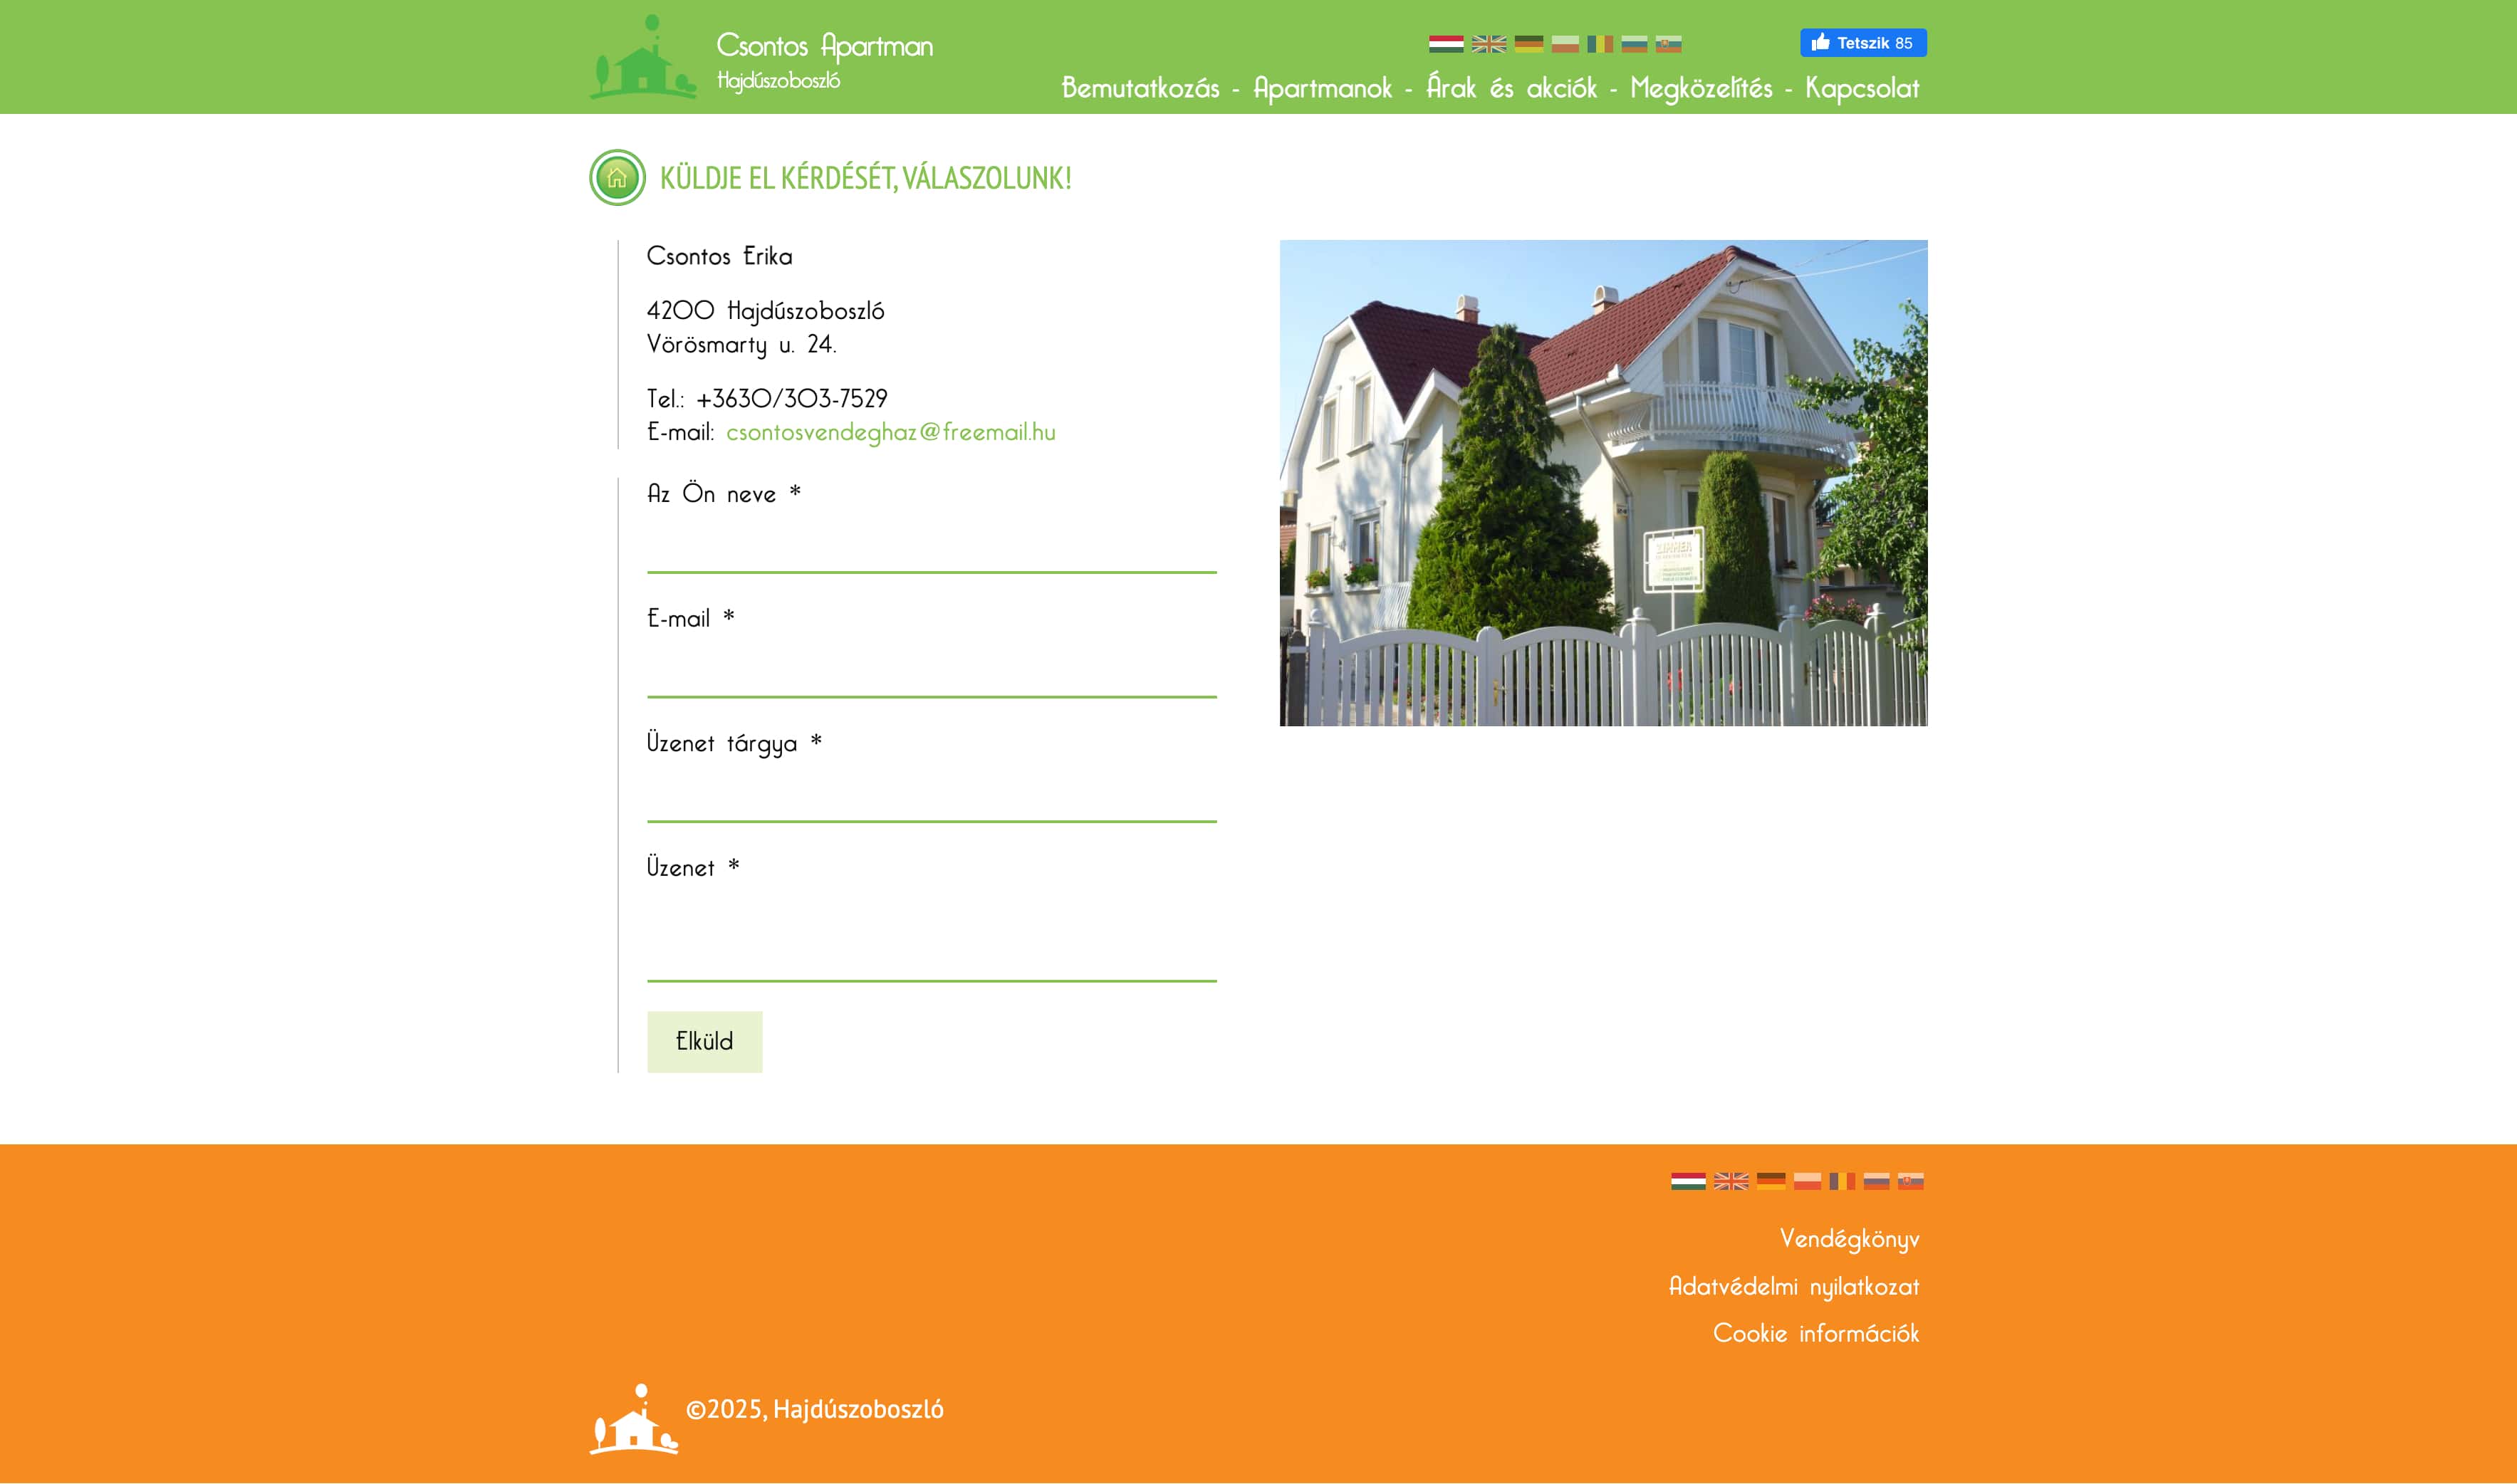 Csontos Apartman
Hajdúszoboszló
Tetszik 85
Bemutatkozás - Apartmanok - Árak és akciók - Megközelítés - Kapcsolat
KÜLDJE EL KÉRDÉSÉT, VÁLASZOLUNK!
Csontos Erika
4200 Hajdúszoboszló
Vörösmarty u. 24.
Tel.: +3630/303-7529
E-mail: csontosvendeghaz@freemail.hu
Az Ön neve *
E-mail *
Üzenet tárgya *
Üzenet *
Elküld
ZIMMER
Vendégkönyv
Adatvédelmi nyilatkozat
Cookie információk
©2025, Hajdúszoboszló